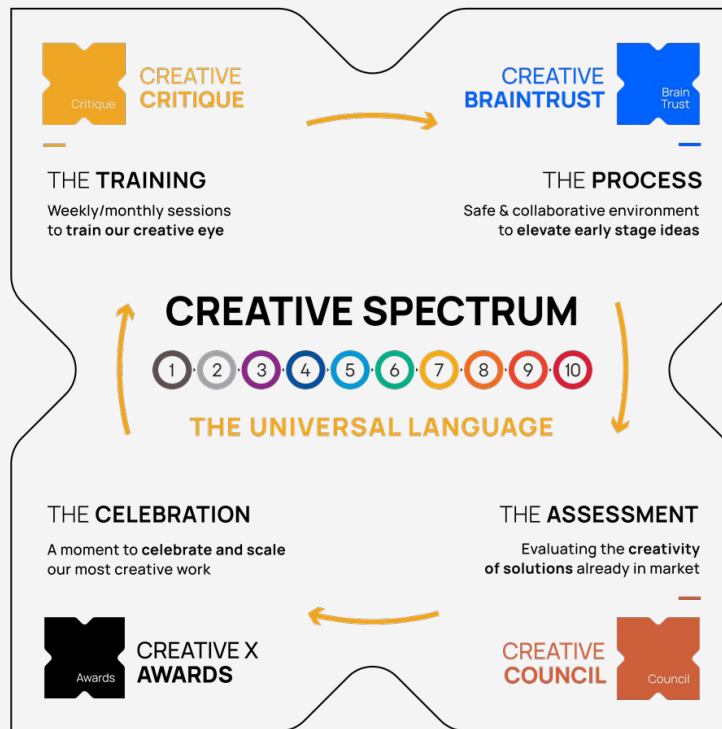 Critique
CREATIVE
CRITIQUE
CREATIVE
BRAINTRUST
Brain
Trust
THE TRAINING
Weekly/monthly sessions
to train our creative eye
THE PROCESS
Safe & collaborative environment
to elevate early stage ideas
CREATIVE SPECTRUM
1 2 3 4 5 6 7 8 9 10
THE UNIVERSAL LANGUAGE
THE CELEBRATION
A moment to celebrate and scale
our most creative work
THE ASSESSMENT
Evaluating the creativity
of solutions already in market
Awards
CREATIVE X
AWARDS
CREATIVE
COUNCIL
Council